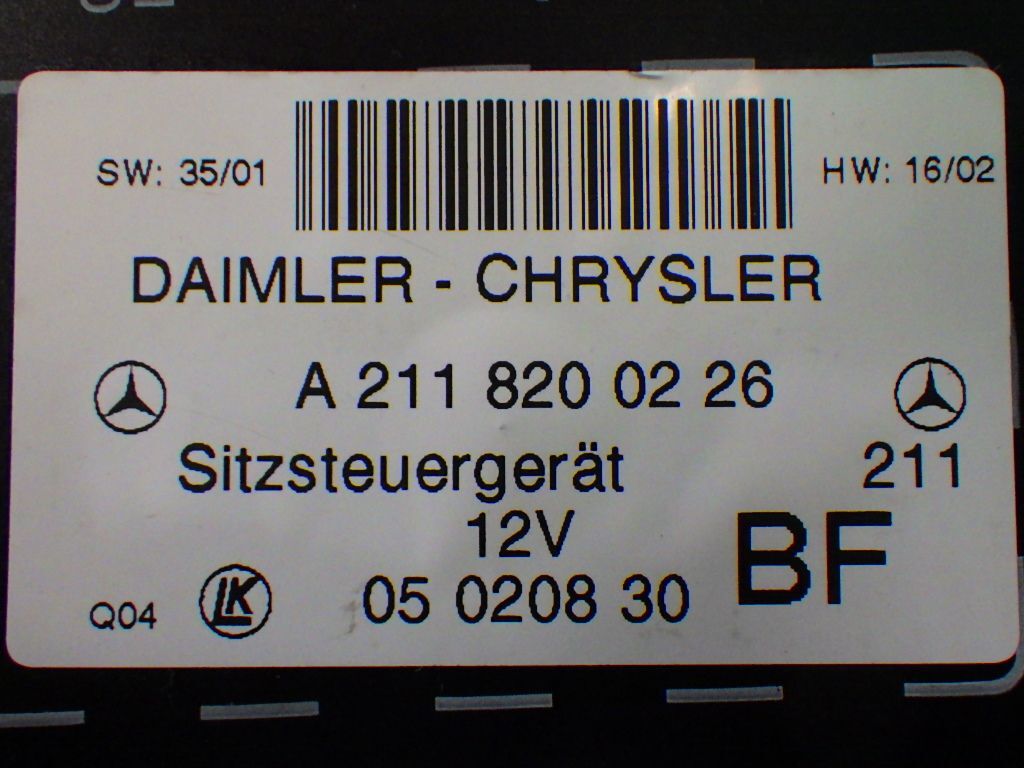 SW: 35/01
HW: 16/02
DAIMLER - CHRYSLER
A 211 820 02 26
Sitzsteuergerät
211
12V
BF
Q04
LK
05 0208 30